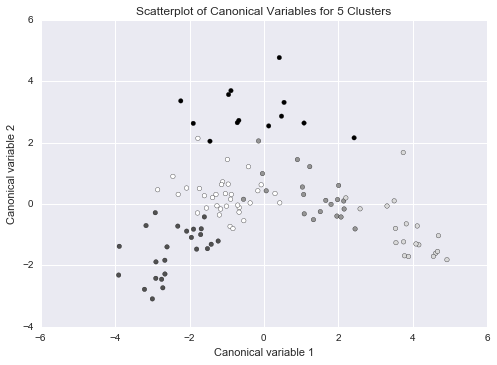 Scatterplot of Canonical Variables for 5 Clusters
6
4
2
0
−2
−4
Canonical variable 2
−6 −4 −2 0 2 4 6
Canonical variable 1